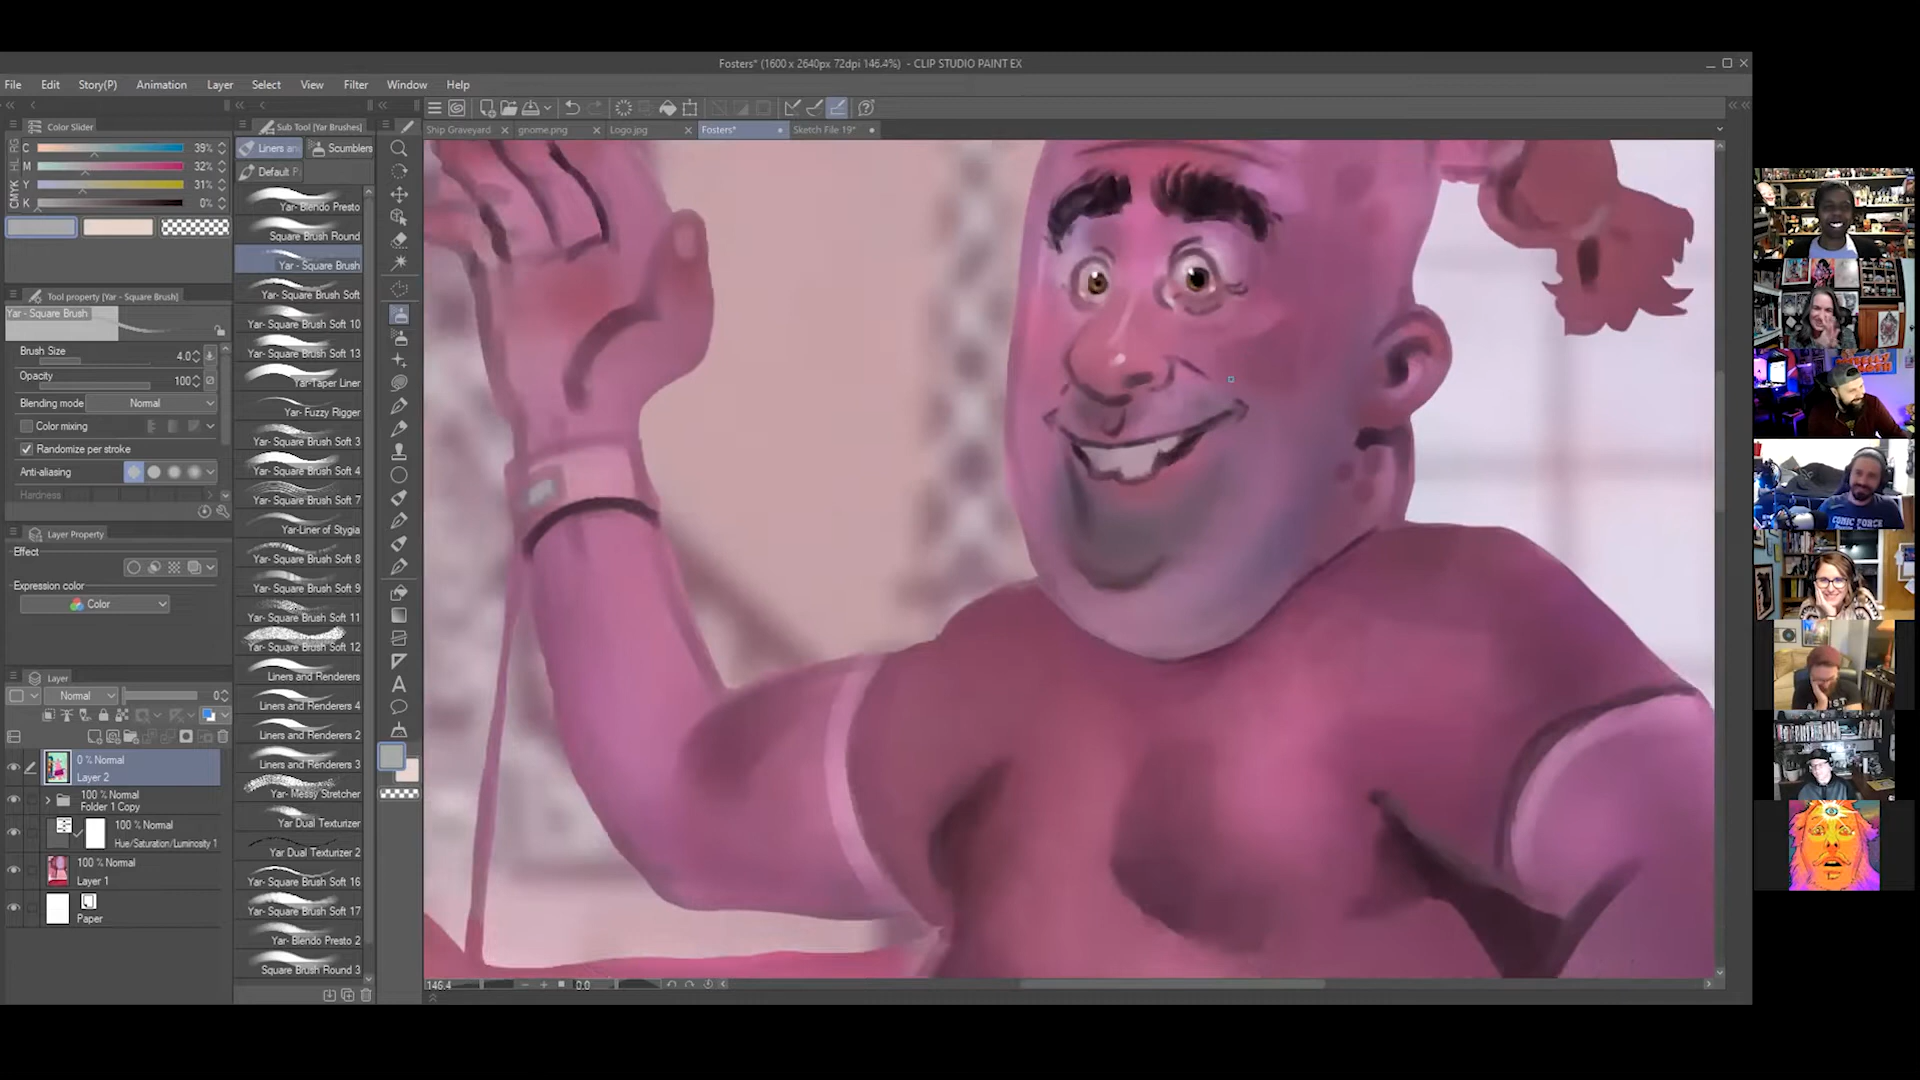 Fosters* (1600 x 2640px 72dpi 146.4%) - CLIP STUDIO PAINT EX
File Edit Story(P) Animation Layer Select View Filter Window Help
Color Slider
C 39%
M 32%
Y 31%
K 0%
CMYK
Sub Tool [Yar Brushes]
Liners an Scumblers
Default P
Ship Graveyard gnome.png Logo.jpg Fosters* Sketch File 19*
Yar- Blendo Presto
Square Brush Round
Yar - Square Brush
Yar- Square Brush Soft
Yar- Square Brush Soft 10
Yar- Square Brush Soft 13
Yar-Taper Liner
Yar- Fuzzy Rigger
Yar- Square Brush Soft 3
Yar- Square Brush Soft 4
Yar- Square Brush Soft 7
Yar-Liner of Stygia
Yar- Square Brush Soft 8
Yar- Square Brush Soft 9
Yar- Square Brush Soft 11
Yar- Square Brush Soft 12
Liners and Renderers
Liners and Renderers 4
Liners and Renderers 2
Liners and Renderers 3
Yar- Messy Stretcher
Yar Dual Texturizer
Yar Dual Texturizer 2
Yar- Square Brush Soft 16
Yar- Square Brush Soft 17
Yar- Blendo Presto 2
Square Brush Round 3
Tool property [Yar - Square Brush]
Yar - Square Brush
Brush Size 4.0
Opacity 100
Blending mode Normal
Color mixing
Randomize per stroke
Anti-aliasing
Hardness
Layer Property
Effect
Expression color
Color
Layer
Normal 0
0 % Normal
Layer 2
100 % Normal
Folder 1 Copy
100 % Normal
Hue/Saturation/Luminosity 1
100 % Normal
Layer 1
Paper
146.4 0.0
COMIC FORCE